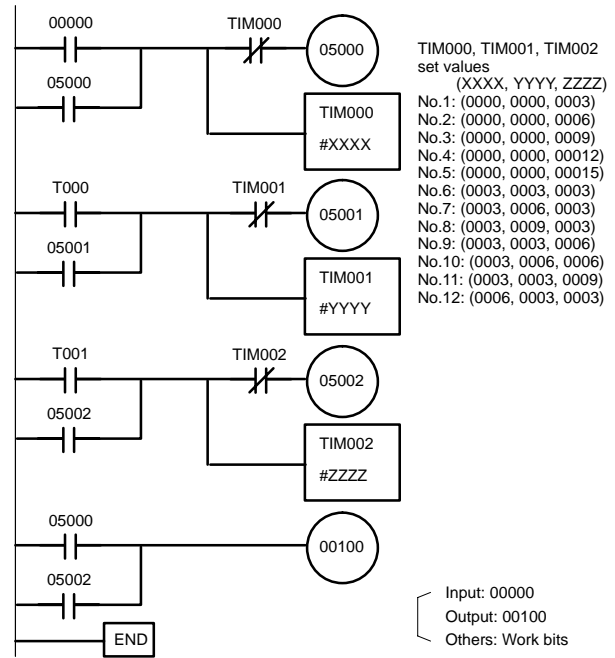 00000 TIM000
05000
05000
TIM000
#XXXX
T000 TIM001
05001
05001
TIM001
#YYYY
T001 TIM002
05002
05002
TIM002
#ZZZZ
05000
00100
05002
END
TIM000, TIM001, TIM002
set values
(XXXX, YYYY, ZZZZ)
No.1: (0000, 0000, 0003)
No.2: (0000, 0000, 0006)
No.3: (0000, 0000, 0009)
No.4: (0000, 0000, 00012)
No.5: (0000, 0000, 00015)
No.6: (0003, 0003, 0003)
No.7: (0003, 0006, 0003)
No.8: (0003, 0009, 0003)
No.9: (0003, 0003, 0006)
No.10: (0003, 0006, 0006)
No.11: (0003, 0003, 0009)
No.12: (0006, 0003, 0003)
Input: 00000
Output: 00100
Others: Work bits